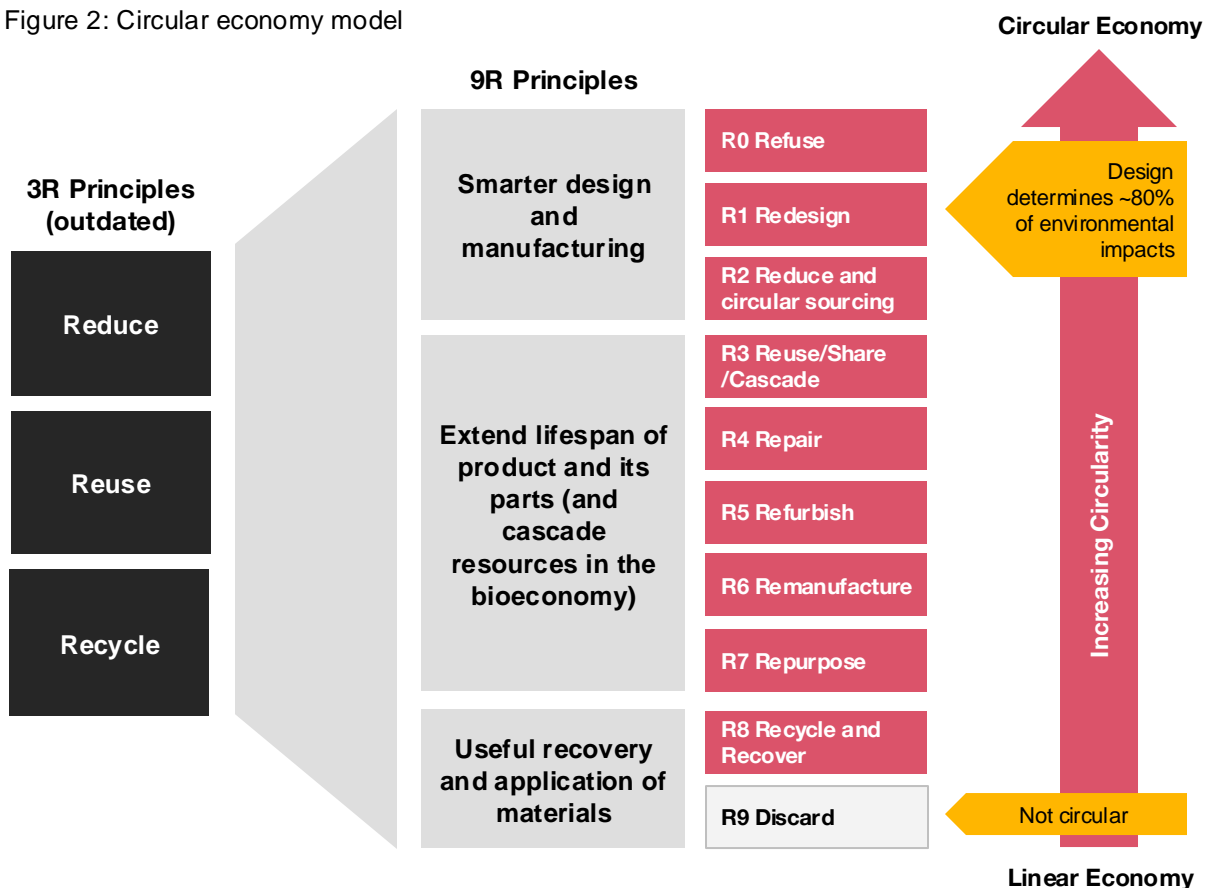 Figure 2: Circular economy model
Circular Economy
9R Principles
3R Principles
(outdated)
Reduce
Reuse
Recycle
Smarter design
and
manufacturing
R0 Refuse
R1 Redesign
R2 Reduce and
circular sourcing
Extend lifespan of
product and its
parts (and
cascade
resources in the
bioeconomy)
R3 Reuse/Share
/Cascade
R4 Repair
R5 Refurbish
R6 Remanufacture
R7 Repurpose
Useful recovery
and application of
materials
R8 Recycle and
Recover
R9 Discard
Design
determines ~80%
of environmental
impacts
Increasing Circularity
Not circular
Linear Economy